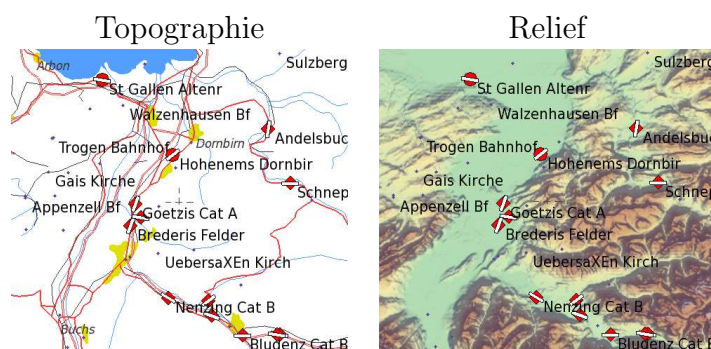 Topographie
Relief
Arbon
Sulzberg
St Gallen Altenr
Walzenhausen Bf
Andelsbuc
Dornbirn
Trogen Bahnhof
Hohenems Dornbir
Gais Kirche
Schnep
Appenzell Bf
Goetzis Cat A
Brederis Felder
UebersaXEn Kirch
Nenzing Cat B
Buchs
Bludenz Cat B
Sulzberg
St Gallen Altenr
Walzenhausen Bf
Andelsbuc
Trogen Bahnhof
Hohenems Dornbir
Gais Kirche
Schnep
Appenzell Bf
Goetzis Cat A
Brederis Felder
UebersaXEn Kirch
Nenzing Cat B
Bludenz Cat B